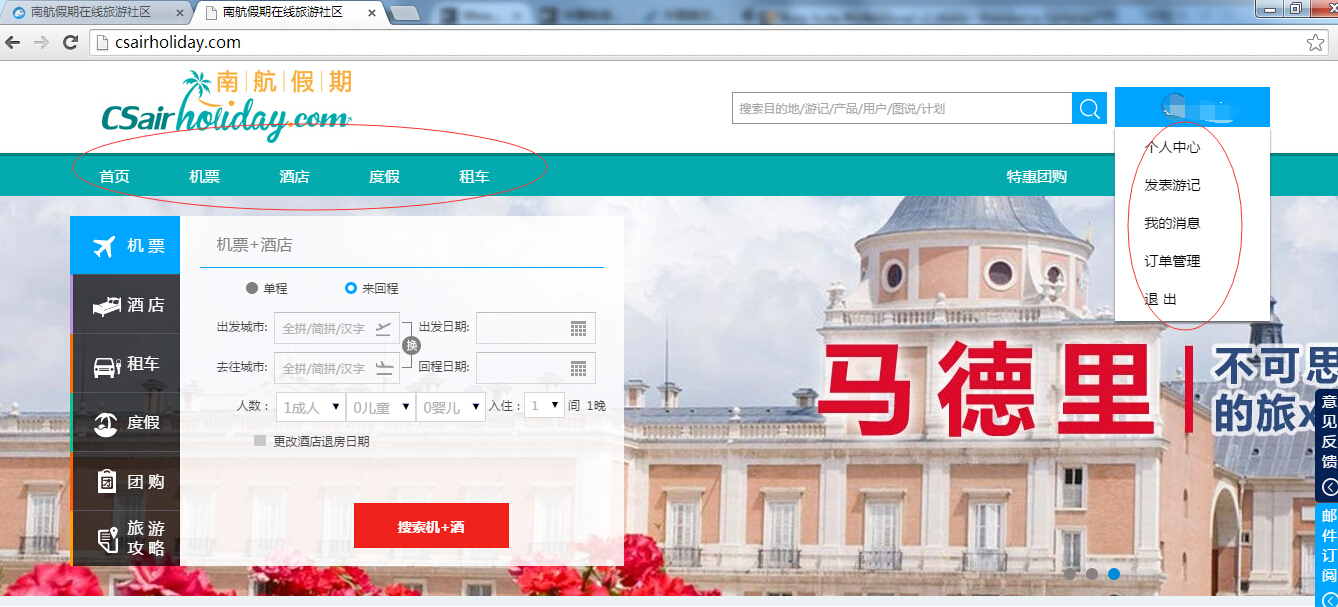 南航假期在线旅游社区
南航假期在线旅游社区
csairholiday.com
南航假期
CSairholiday.com
搜索目的地/游记/产品/用户/图说/计划
首页 机票 酒店 度假 租车 特惠团购
个人中心
发表游记
我的消息
订单管理
退 出
机 票
酒 店
租车
度假
团 购
旅 游
攻 略
机票+酒店
单程 来回程
出发城市: 全拼/简拼/汉字 出发日期:
换
去往城市: 全拼/简拼/汉字 回程日期:
人数： 1成人 0儿童 0婴儿 入住： 1 间 1晚
更改酒店退房日期
搜索机+酒
马德里
不可思
的旅x
意见反馈
邮件订阅